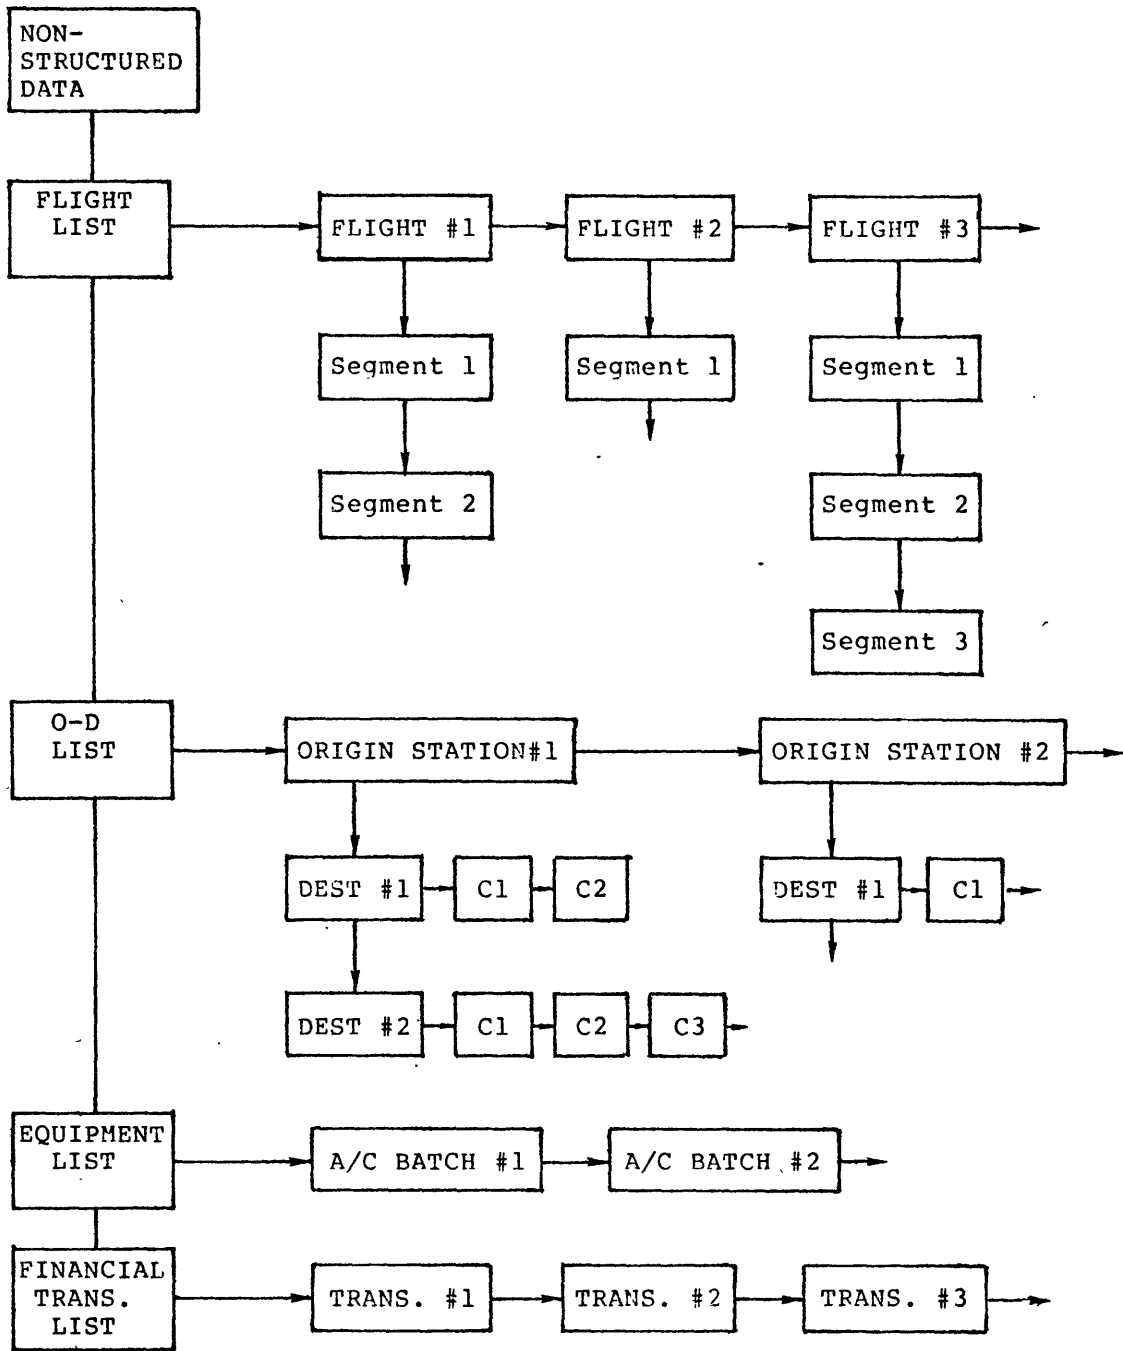 NON-
STRUCTURED
DATA
FLIGHT
LIST
FLIGHT #1
FLIGHT #2
FLIGHT #3
Segment 1
Segment 1
Segment 1
Segment 2
Segment 2
Segment 3
O-D
LIST
ORIGIN STATION#1
ORIGIN STATION #2
DEST #1
C1
C2
DEST #1
C1
DEST #2
C1
C2
C3
EQUIPMENT
LIST
A/C BATCH #1
A/C BATCH #2
FINANCIAL
TRANS.
LIST
TRANS. #1
TRANS. #2
TRANS. #3